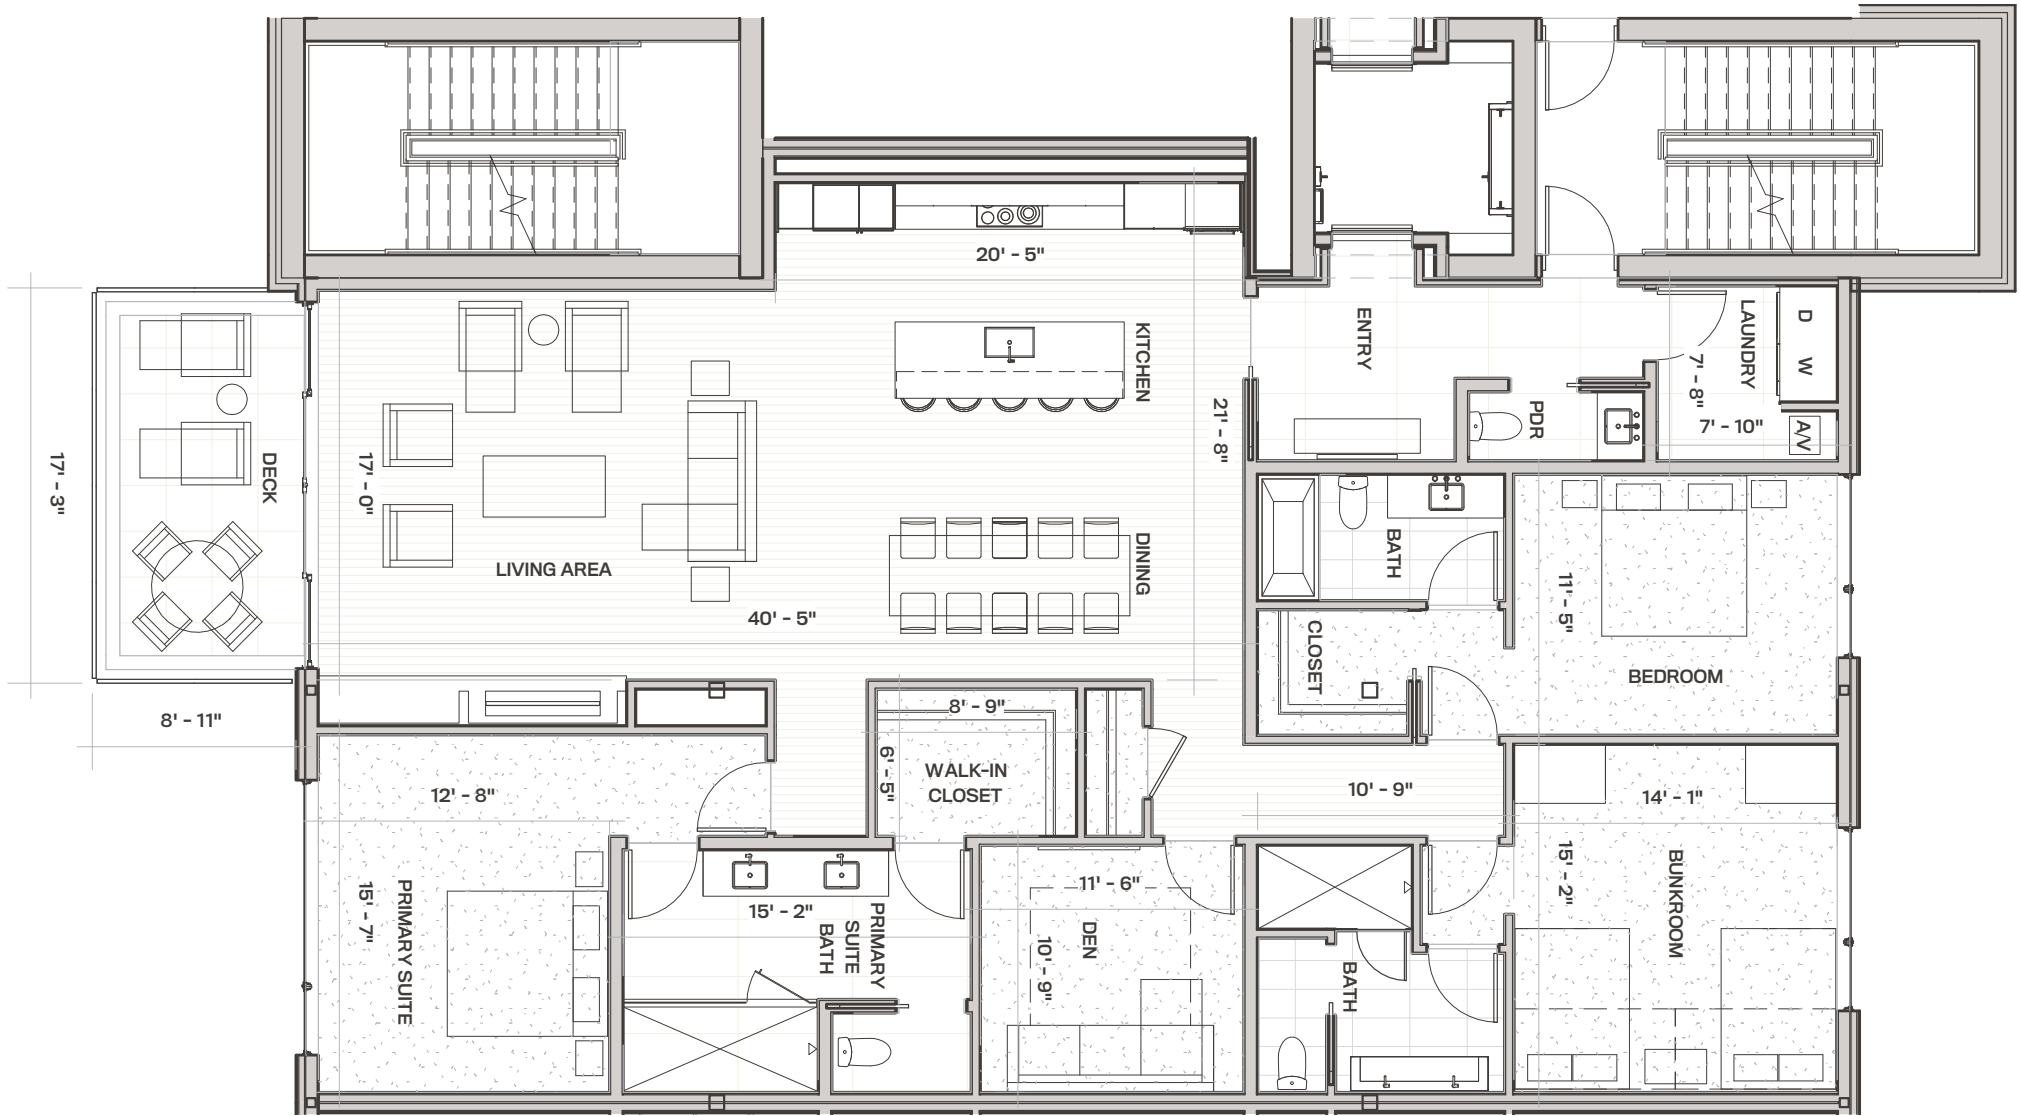 20' - 5"
KITCHEN
ENTRY
LAUNDRY
D
W
7' - 8"
7' - 10"
A/V
PDR
21' - 8"
DECK
17' - 3"
17' - 0"
LIVING AREA
40' - 5"
DINING
BATH
11' - 5"
CLOSET
BEDROOM
8' - 11"
8' - 9"
6' - 5"
WALK-IN
CLOSET
12' - 8"
10' - 9"
14' - 1"
15' - 7"
PRIMARY SUITE
15' - 2"
PRIMARY
SUITE
BATH
11' - 6"
DEN
10' - 9"
BATH
15' - 2"
BUNKROOM